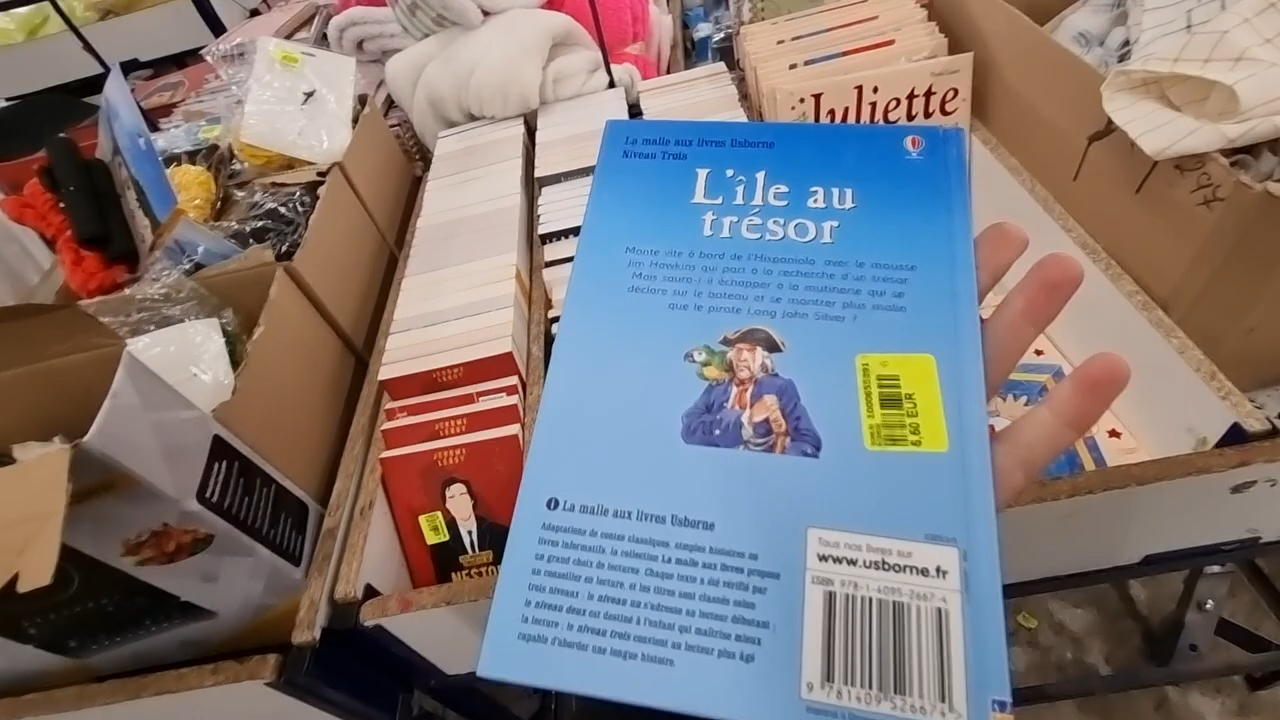 Juliette
La malle aux livres Usborne
Niveau Trois
L'île au
trésor
Monte vite à bord de l'Hispaniola avec le mousse
Jim Hawkins qui part à la recherche d'un trésor.
Mais saura-t-il échapper à la mutinerie qui se
déclare sur le bateau et se montrer plus malin
que le pirate Long John Silver ?
6,60 EUR
La malle aux livres Usborne
Adaptations de contes classiques, simples histoires ou
livres informatifs, la collection La malle aux livres propose
un grand choix de lectures. Chaque texte a été vérifié par
un conseiller en lecture, et les titres sont classés selon
trois niveaux : le niveau un s'adresse au lecteur débutant ;
le niveau deux est destiné à l'enfant qui maîtrise mieux
la lecture ; le niveau trois convient au lecteur plus âgé
capable d'aborder une longue histoire.
Tous nos livres sur
www.usborne.fr
ISBN 978-1-4095-2667-4
9 781409 526674
JÉRÔME
LEROY
JÉRÔME
LEROY
JÉRÔME
LEROY
NESTOR